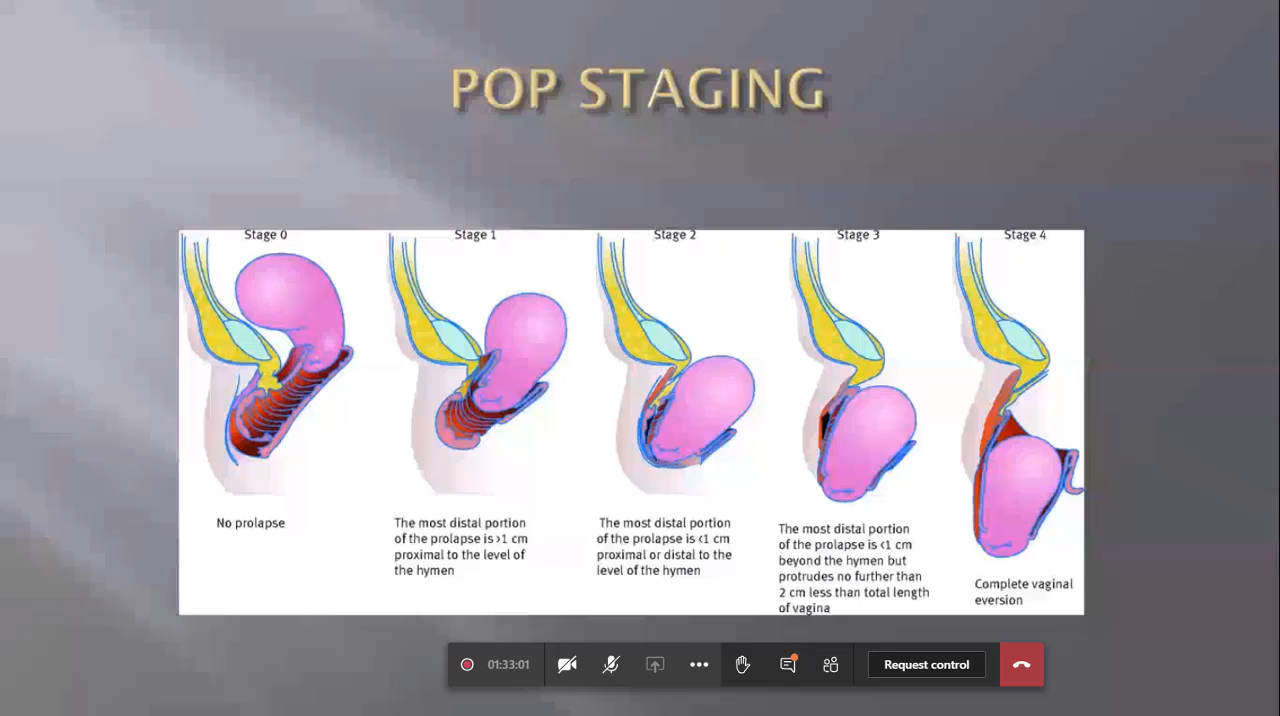 POP STAGING
Stage 0
Stage 1
Stage 2
Stage 3
Stage 4
No prolapse
The most distal portion
of the prolapse is >1 cm
proximal to the level of
the hymen
The most distal portion
of the prolapse is <1 cm
proximal or distal to the
level of the hymen
The most distal portion
of the prolapse is <1 cm
beyond the hymen but
protrudes no further than
2 cm less than total length
of vagina
Complete vaginal
eversion
01:33:01
Request control